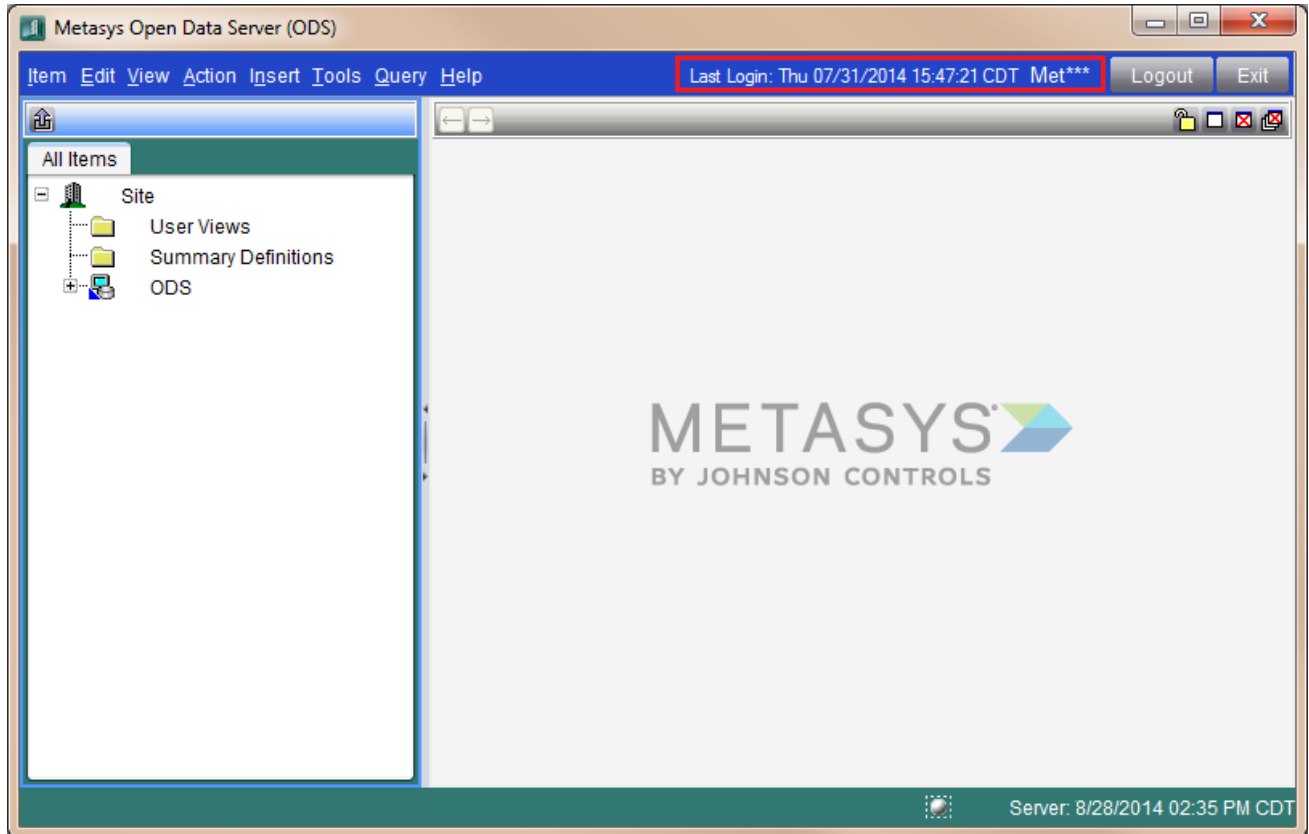 Metasys Open Data Server (ODS)
Item Edit View Action Insert Tools Query Help Last Login: Thu 07/31/2014 15:47:21 CDT Met*** Logout Exit
All Items
Site
User Views
Summary Definitions
ODS
METASYS
BY JOHNSON CONTROLS
Server: 8/28/2014 02:35 PM CDT